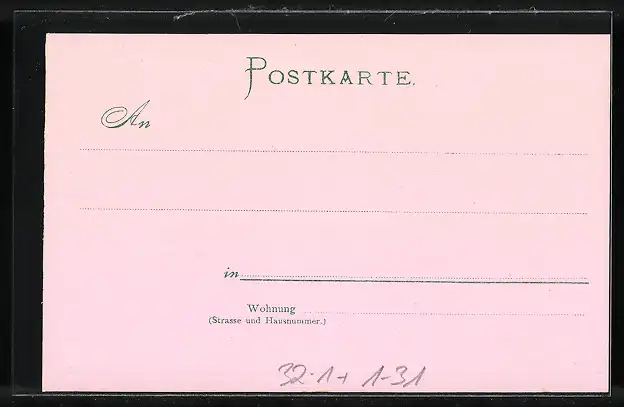 POSTKARTE.
An
in
Wohnung
(Strasse und Hausnummer.)
32·1+ 1-31